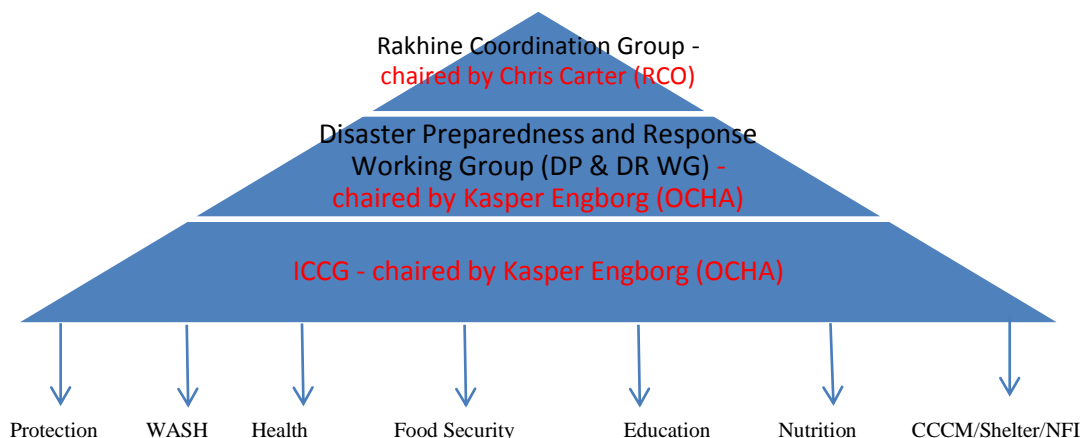 Rakhine Coordination Group -
chaired by Chris Carter (RCO)
Disaster Preparedness and Response
Working Group (DP & DR WG) -
chaired by Kasper Engborg (OCHA)
ICCG - chaired by Kasper Engborg (OCHA)
Protection WASH Health Food Security Education Nutrition CCCM/Shelter/NFI